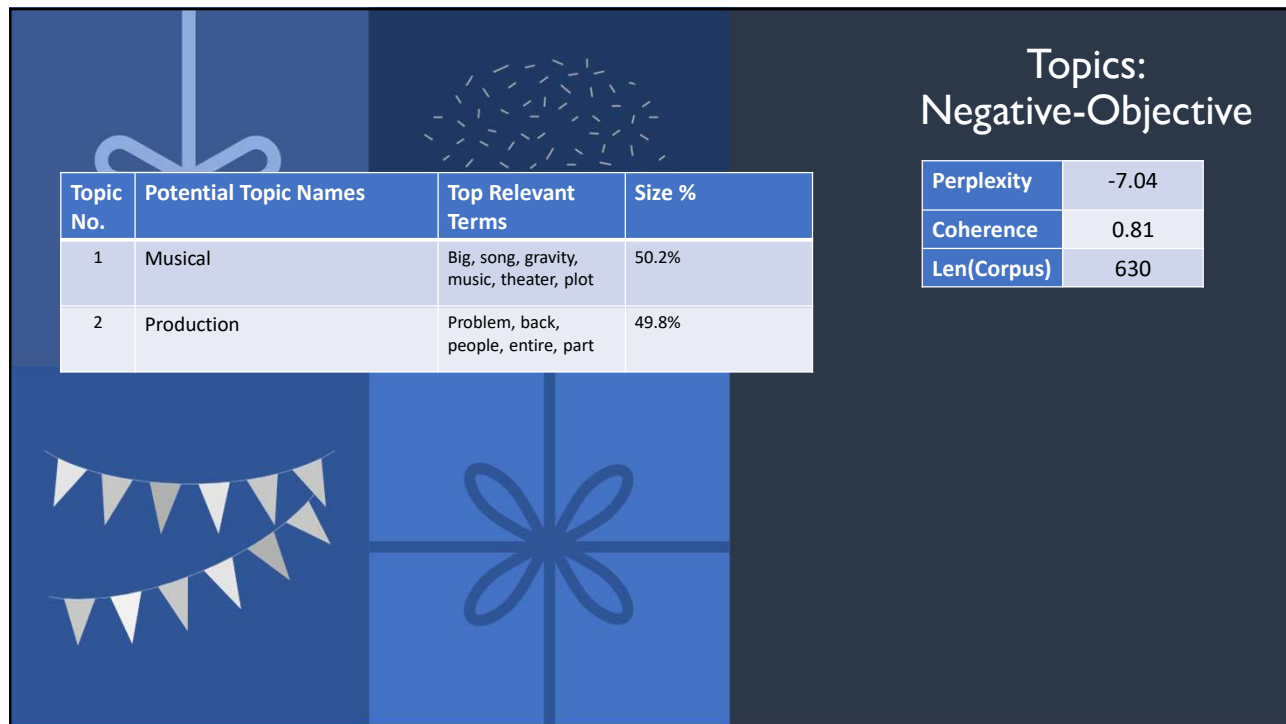 Topics:
Negative-Objective
Topic No. Potential Topic Names Top Relevant Terms Size %
1 Musical Big, song, gravity, music, theater, plot 50.2%
2 Production Problem, back, people, entire, part 49.8%
Perplexity -7.04
Coherence 0.81
Len(Corpus) 630